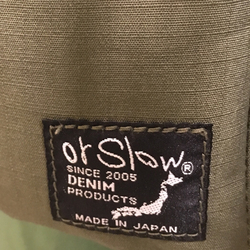 orSlow®
SINCE 2005
DENIM
PRODUCTS
MADE IN JAPAN